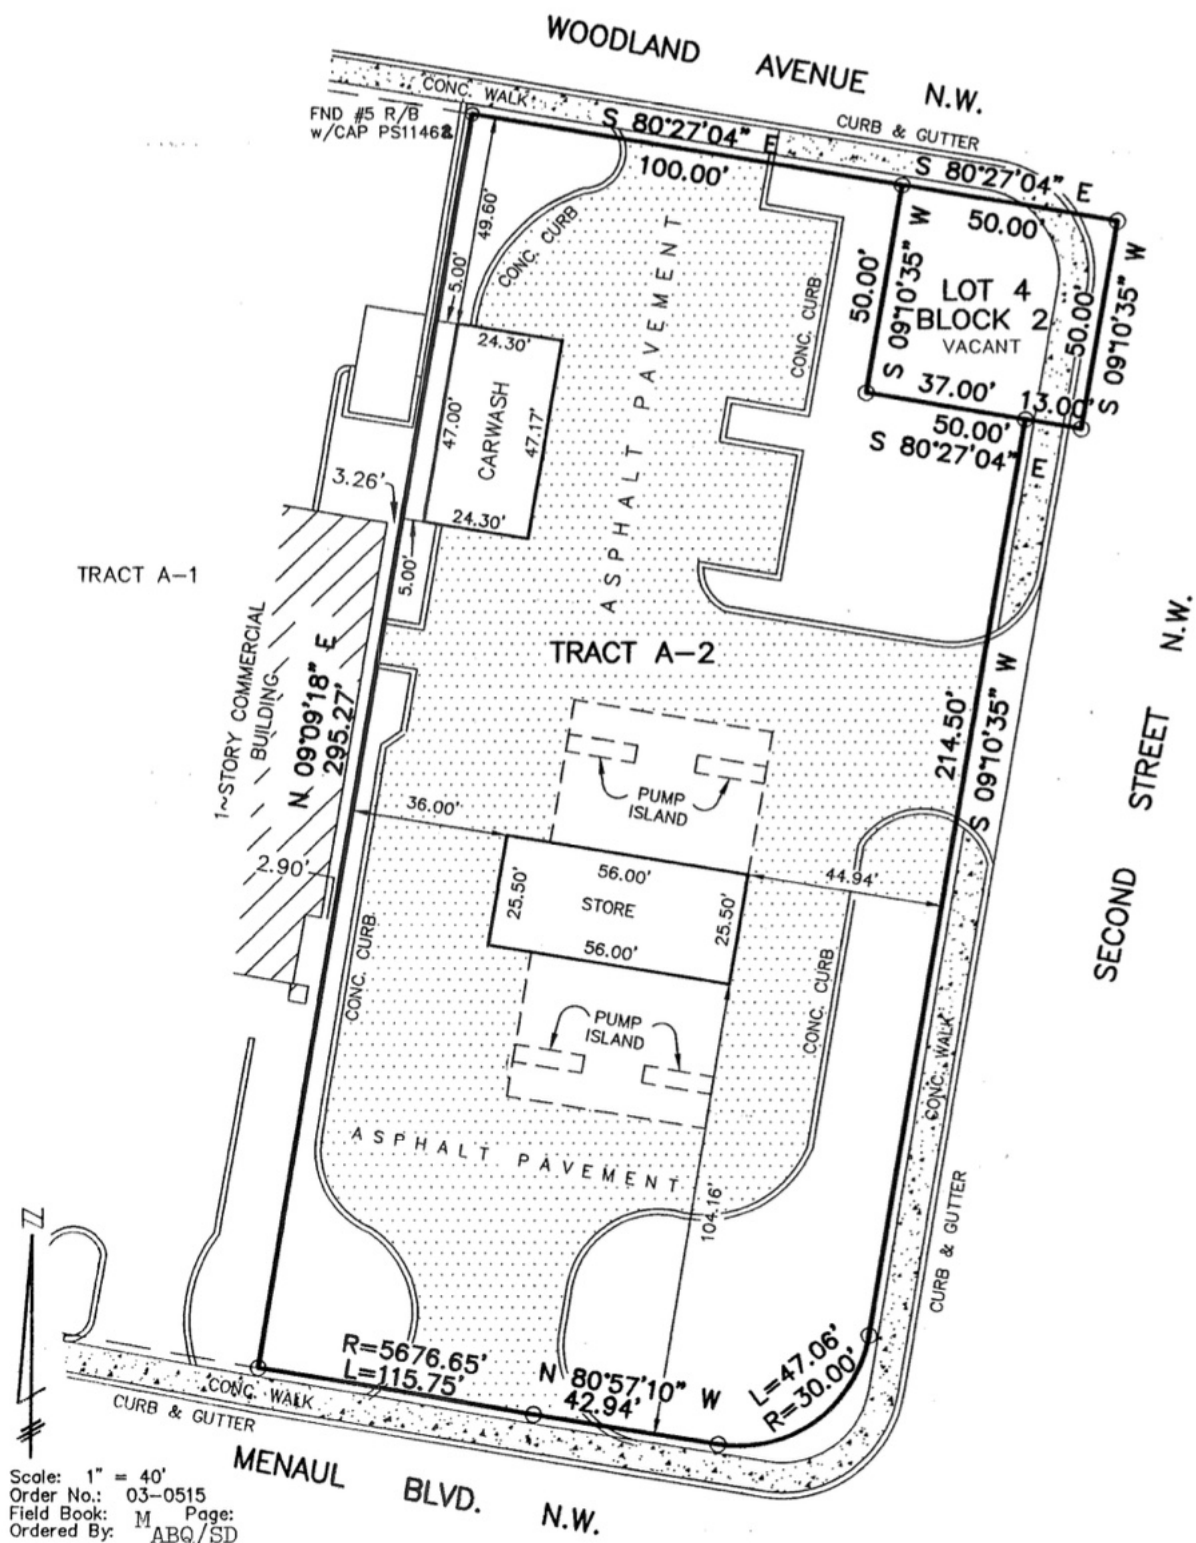 WOODLAND AVENUE N.W.
CONC. WALK
FND #5 R/B
w/CAP PS11462
CURB & GUTTER
S 80°27'04" E
100.00'
S 80°27'04" E
50.00'
49.60'
5.00'
CONC. CURB
ASPHALT PAVEMENT
CONC. CURB
50.00'
S 09°10'35" W
LOT 4
BLOCK 2
VACANT
50.00'
S 09°10'35" W
37.00'
13.00'
50.00'
S 80°27'04" E
24.30'
47.00'
CARWASH
47.17'
24.30'
3.26'
5.00'
TRACT A-1
1~STORY COMMERCIAL
BUILDING
N 09°09'18" E
295.27'
TRACT A-2
214.50'
S 09°10'35" W
SECOND STREET N.W.
PUMP
ISLAND
36.00'
56.00'
25.50'
STORE
25.50'
56.00'
44.94'
2.90'
CONC. CURB
CONC. CURB
PUMP
ISLAND
CONC. WALK
ASPHALT PAVEMENT
104.16'
CURB & GUTTER
R=5676.65'
L=115.75'
N 80°57'10" W
42.94'
L=47.06'
R=30.00'
CONC. WALK
CURB & GUTTER
MENAUL BLVD. N.W.
N
Scale: 1" = 40'
Order No.: 03-0515
Field Book: M Page:
Ordered By: ABQ/SD